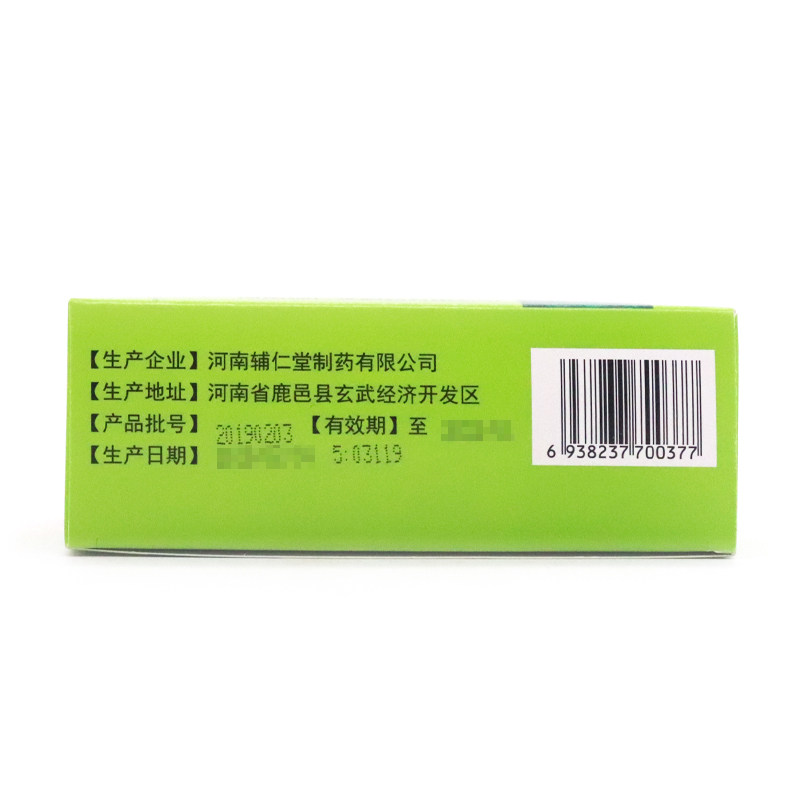 【生产企业】河南辅仁堂制药有限公司
【生产地址】河南省鹿邑县玄武经济开发区
【产品批号】20190203 【有效期】至
【生产日期】 5:03119
6 938237 700377